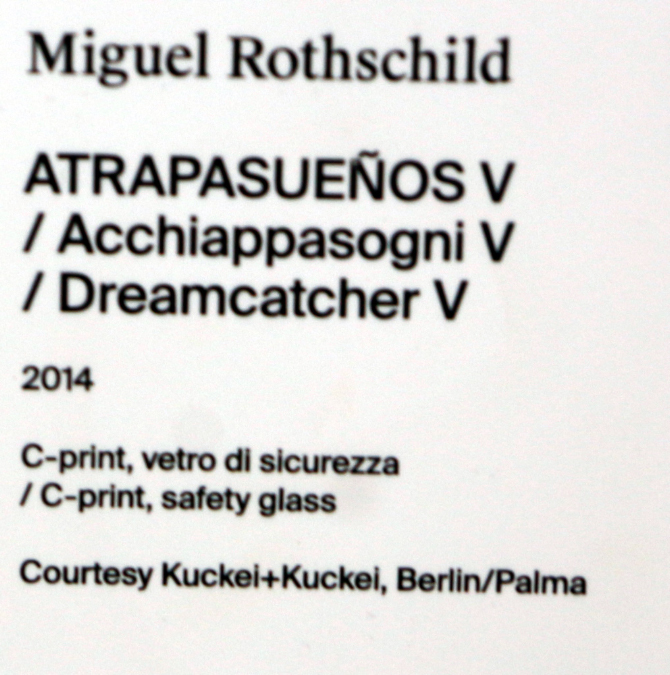 Miguel Rothschild
ATRAPASUEÑOS V
/ Acchiappasogni V
/ Dreamcatcher V
2014
C-print, vetro di sicurezza
/ C-print, safety glass
Courtesy Kuckei+Kuckei, Berlin/Palma